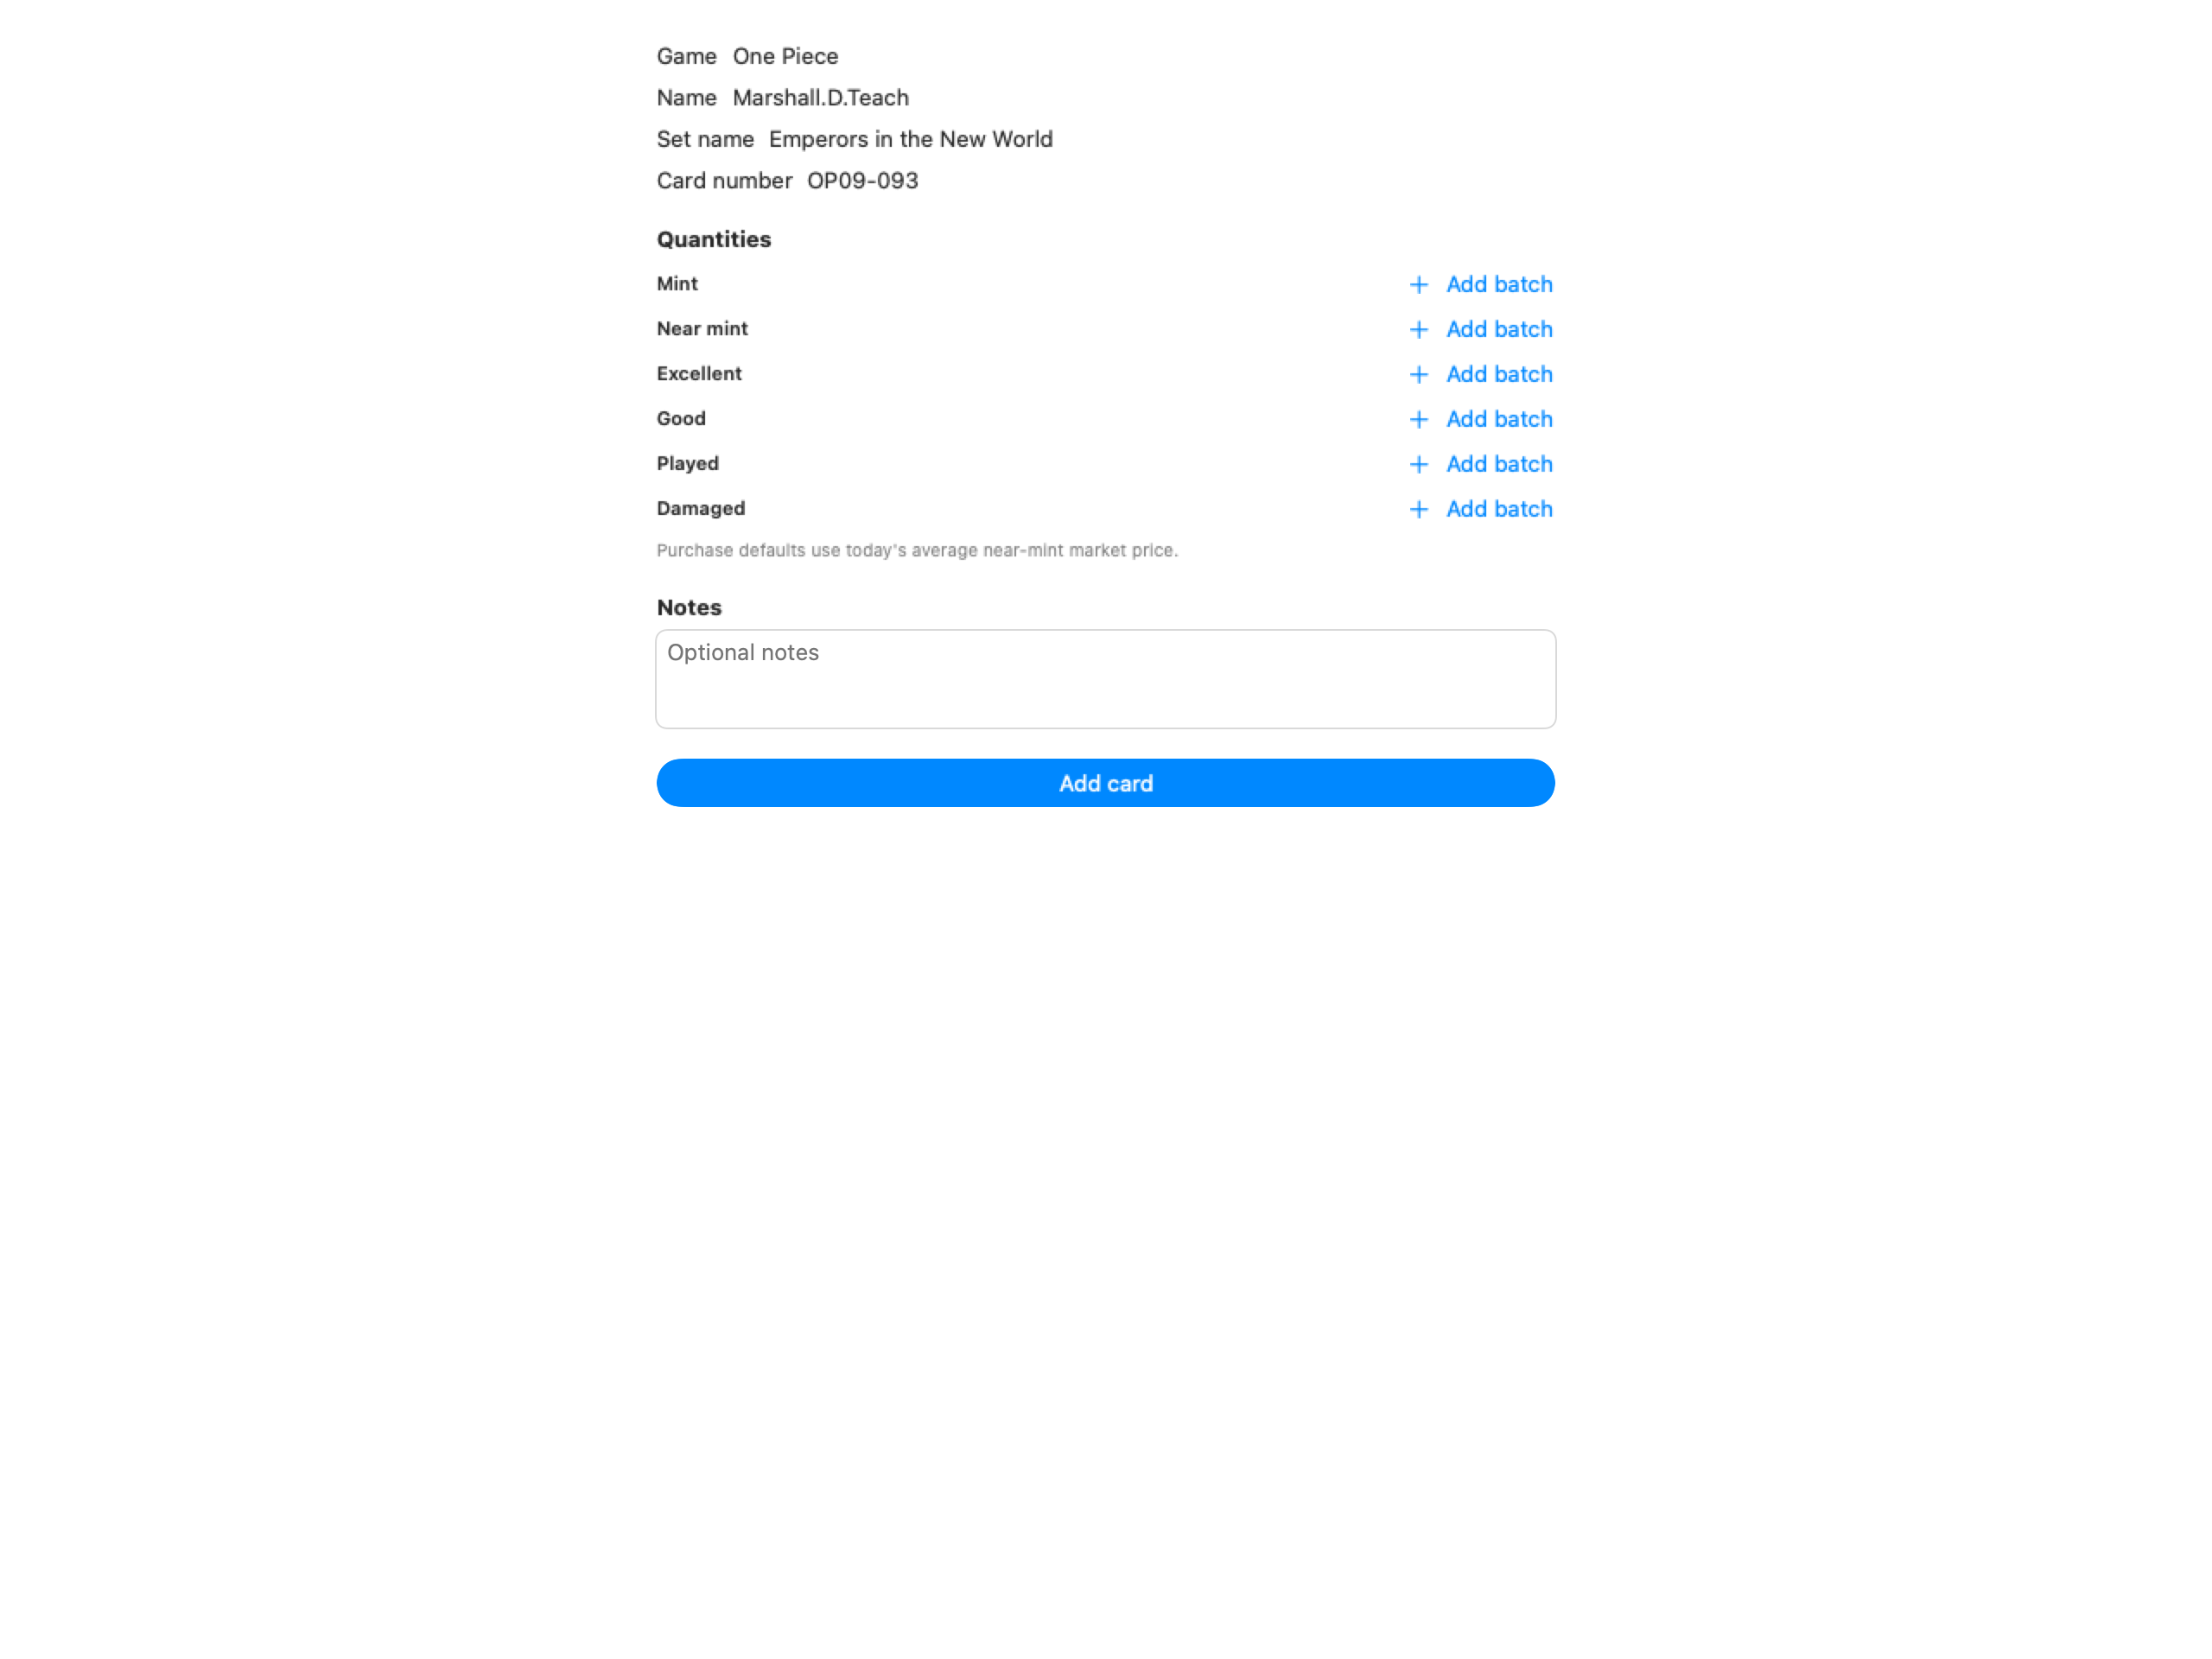 Game One Piece
Name Marshall.D.Teach
Set name Emperors in the New World
Card number OP09-093
Quantities
Mint + Add batch
Near mint + Add batch
Excellent + Add batch
Good + Add batch
Played + Add batch
Damaged + Add batch
Purchase defaults use today's average near-mint market price.
Notes
Optional notes
Add card